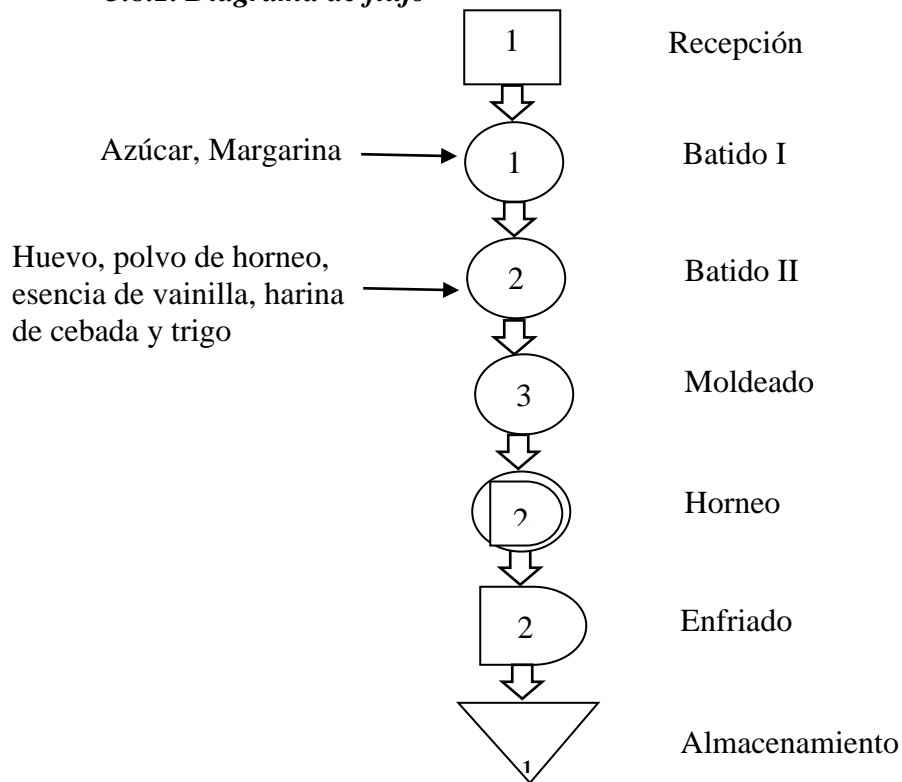 Diagrama de flujo
1
Recepción
Azúcar, Margarina
1
Batido I
Huevo, polvo de horneo,
esencia de vainilla, harina
de cebada y trigo
2
Batido II
3
Moldeado
2
Horneo
2
Enfriado
1
Almacenamiento